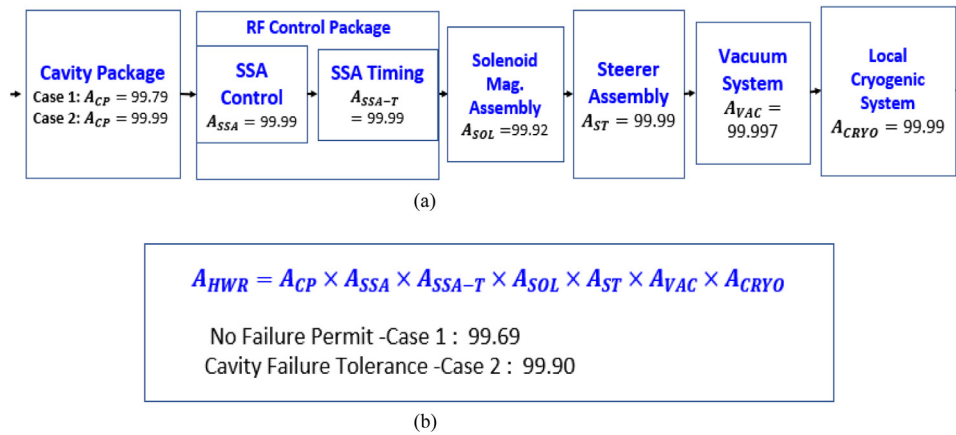 RF Control Package
Cavity Package
Case 1: A_CP = 99.79
Case 2: A_CP = 99.99
SSA
Control
A_SSA = 99.99
SSA Timing
A_SSA−T
= 99.99
Solenoid
Mag.
Assembly
A_SOL =99.92
Steerer
Assembly
A_ST = 99.99
Vacuum
System
A_VAC =
99.997
Local
Cryogenic
System
A_CRYO = 99.99
(a)
A_HWR = A_CP × A_SSA × A_SSA−T × A_SOL × A_ST × A_VAC × A_CRYO
No Failure Permit -Case 1 : 99.69
Cavity Failure Tolerance -Case 2 : 99.90
(b)